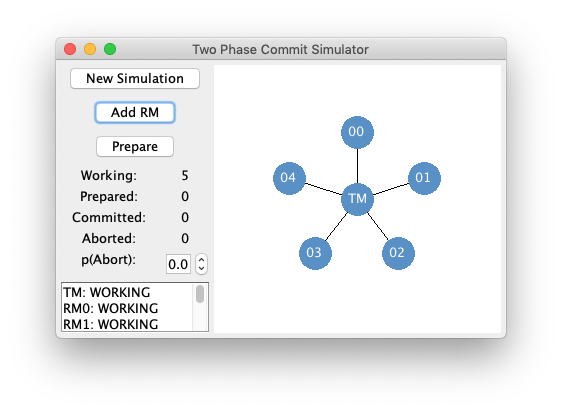 Two Phase Commit Simulator
New Simulation
Add RM
Prepare
Working: 5
Prepared: 0
Committed: 0
Aborted: 0
p(Abort): 0.0
TM: WORKING
RM0: WORKING
RM1: WORKING
00
04
01
TM
03
02